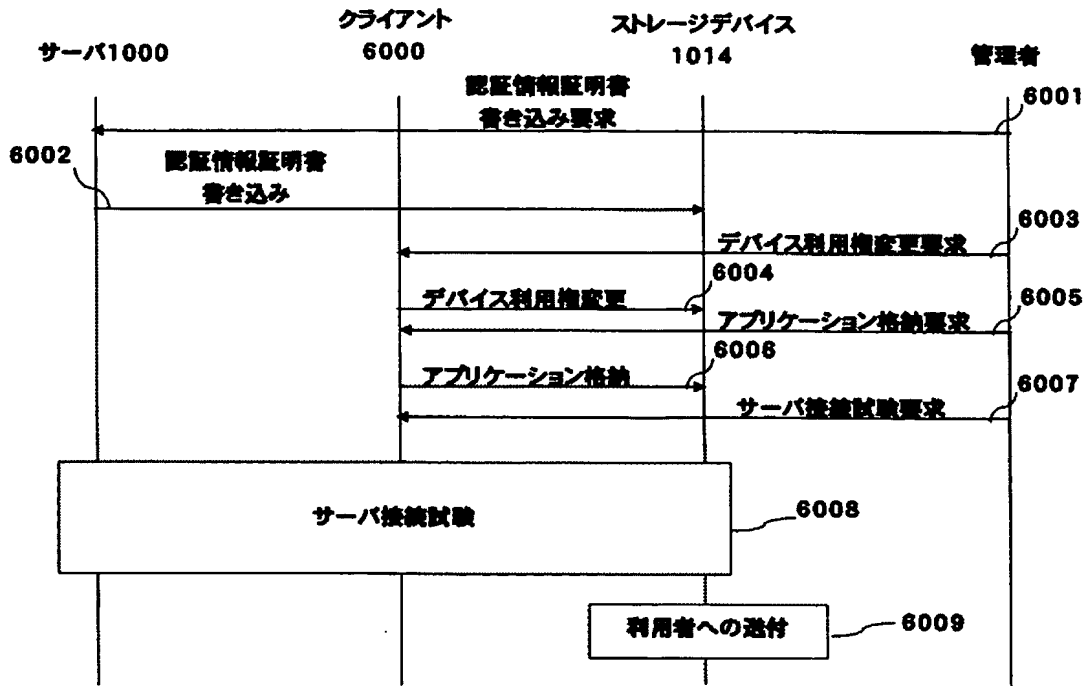 クライアント
ストレージデバイス
サーバ1000
6000
1014
管理者
認証情報証明書
6001
書き込み要求
6002
認証情報証明書
書き込み
6003
デバイス利用権変更要求
6004
デバイス利用権変更
6005
アプリケーション格納要求
6006
アプリケーション格納
6007
サーバ接続試験要求
サーバ接続試験
6008
利用者への送付
6009